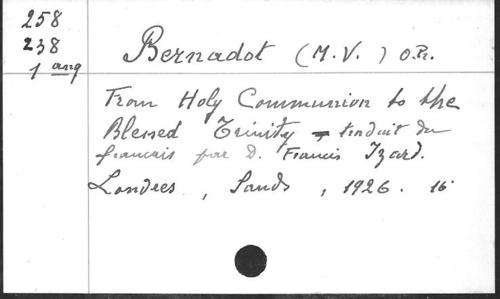 258
238
1 ang
Bernadot (M.V.) O.P.
From Holy Communion to the
Blessed Trinity - traduit du
francais par D. Francis Izard.
Londres, Sands, 1926. 16